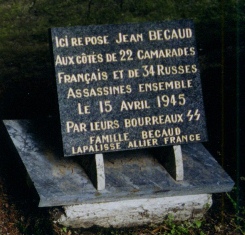 ICI REPOSE JEAN BECAUD
AUX CÔTÉS DE 22 CAMARADES
FRANÇAIS ET DE 34 RUSSES
ASSASSINES ENSEMBLE
LE 15 AVRIL 1945
PAR LEURS BOURREAUX SS
FAMILLE BECAUD
LAPALISSE ALLIER FRANCE